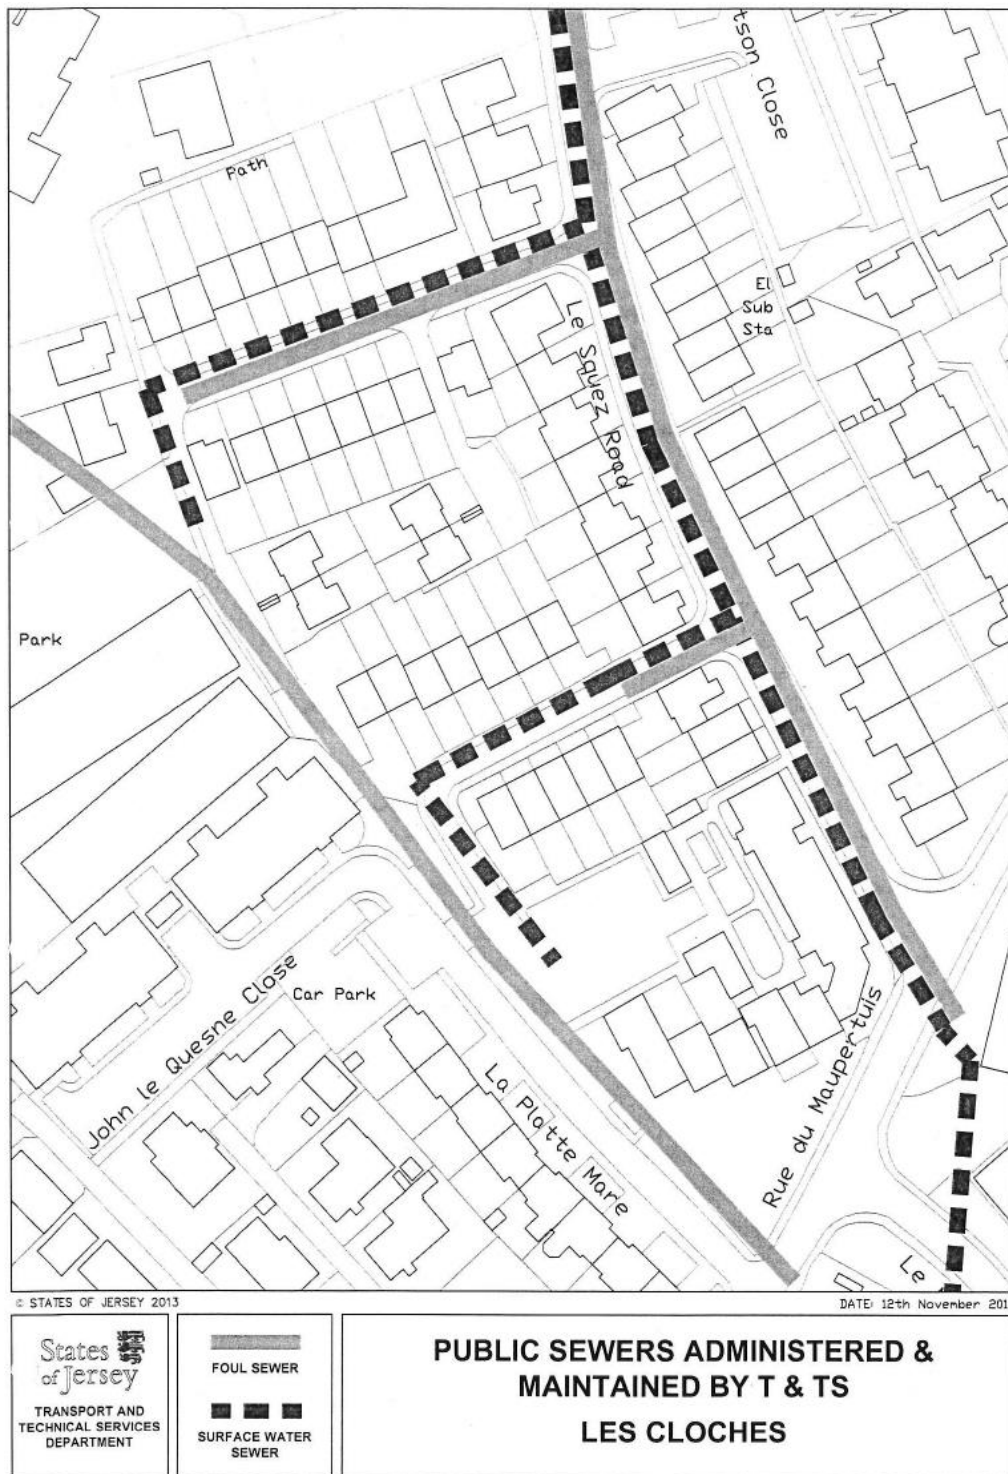 tson Close
Path
El
Sub
Sta
Le Squez Road
Park
Car Park
John le Quesne Close
La Platte Mare
Rue du Maupertuis
Le
© STATES OF JERSEY 2013
DATE: 12th November 201
States
of Jersey
TRANSPORT AND
TECHNICAL SERVICES
DEPARTMENT
FOUL SEWER
SURFACE WATER
SEWER
PUBLIC SEWERS ADMINISTERED &
MAINTAINED BY T & TS
LES CLOCHES